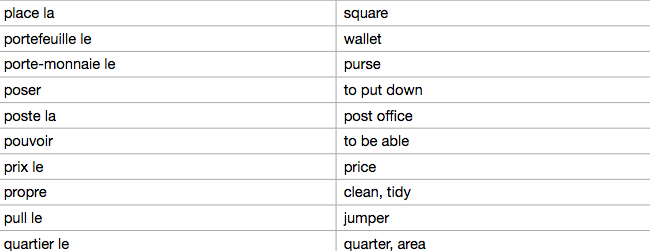 place la square
portefeuille le wallet
porte-monnaie le purse
poser to put down
poste la post office
pouvoir to be able
prix le price
propre clean, tidy
pull le jumper
quartier le quarter, area